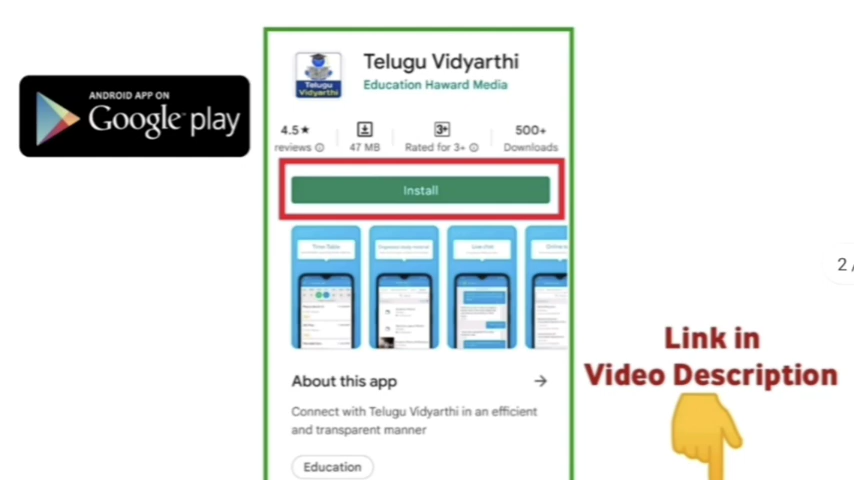 Telugu Vidyarthi
Education Haward Media
ANDROID APP ON
Google play
Telugu
Vidyarthi
4.5★
reviews
47 MB
3+
Rated for 3+
500+
Downloads
Install
Time Table
Live chat
2 /
Link in
Video Description
About this app →
Connect with Telugu Vidyarthi in an efficient
and transparent manner
Education